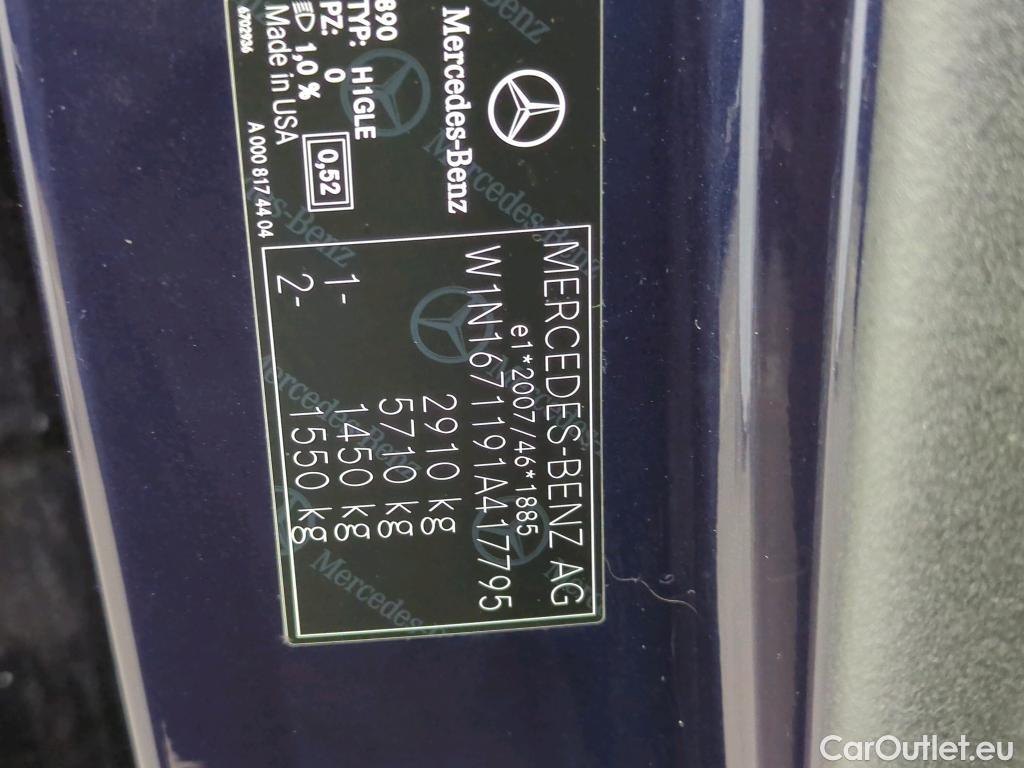 Mercedes-Benz
890
TYP: H1GLE
PZ: 0
1,0 %
0,52
Made in USA
6702936
A 000 817 44 04
MERCEDES-BENZ AG
e1*2007/46*1885
W1N1671191A417795
2910 kg
5710 kg
1- 1450 kg
2- 1550 kg
CarOutlet.eu